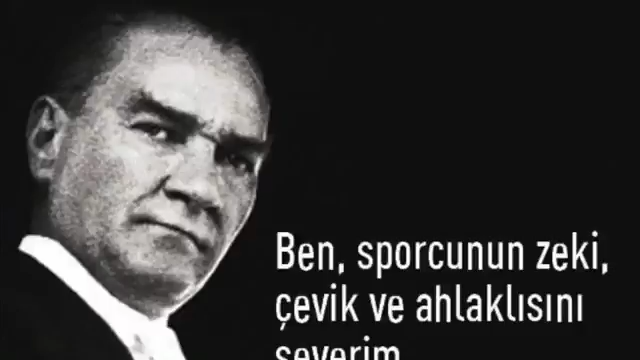 Ben, sporcunun zeki,
çevik ve ahlaklısını
severim